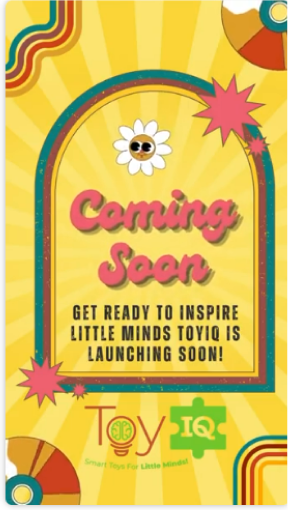 Coming
Soon
GET READY TO INSPIRE
LITTLE MINDS TOYIQ IS
LAUNCHING SOON!
Toy IQ
Smart Toys For Little Minds!